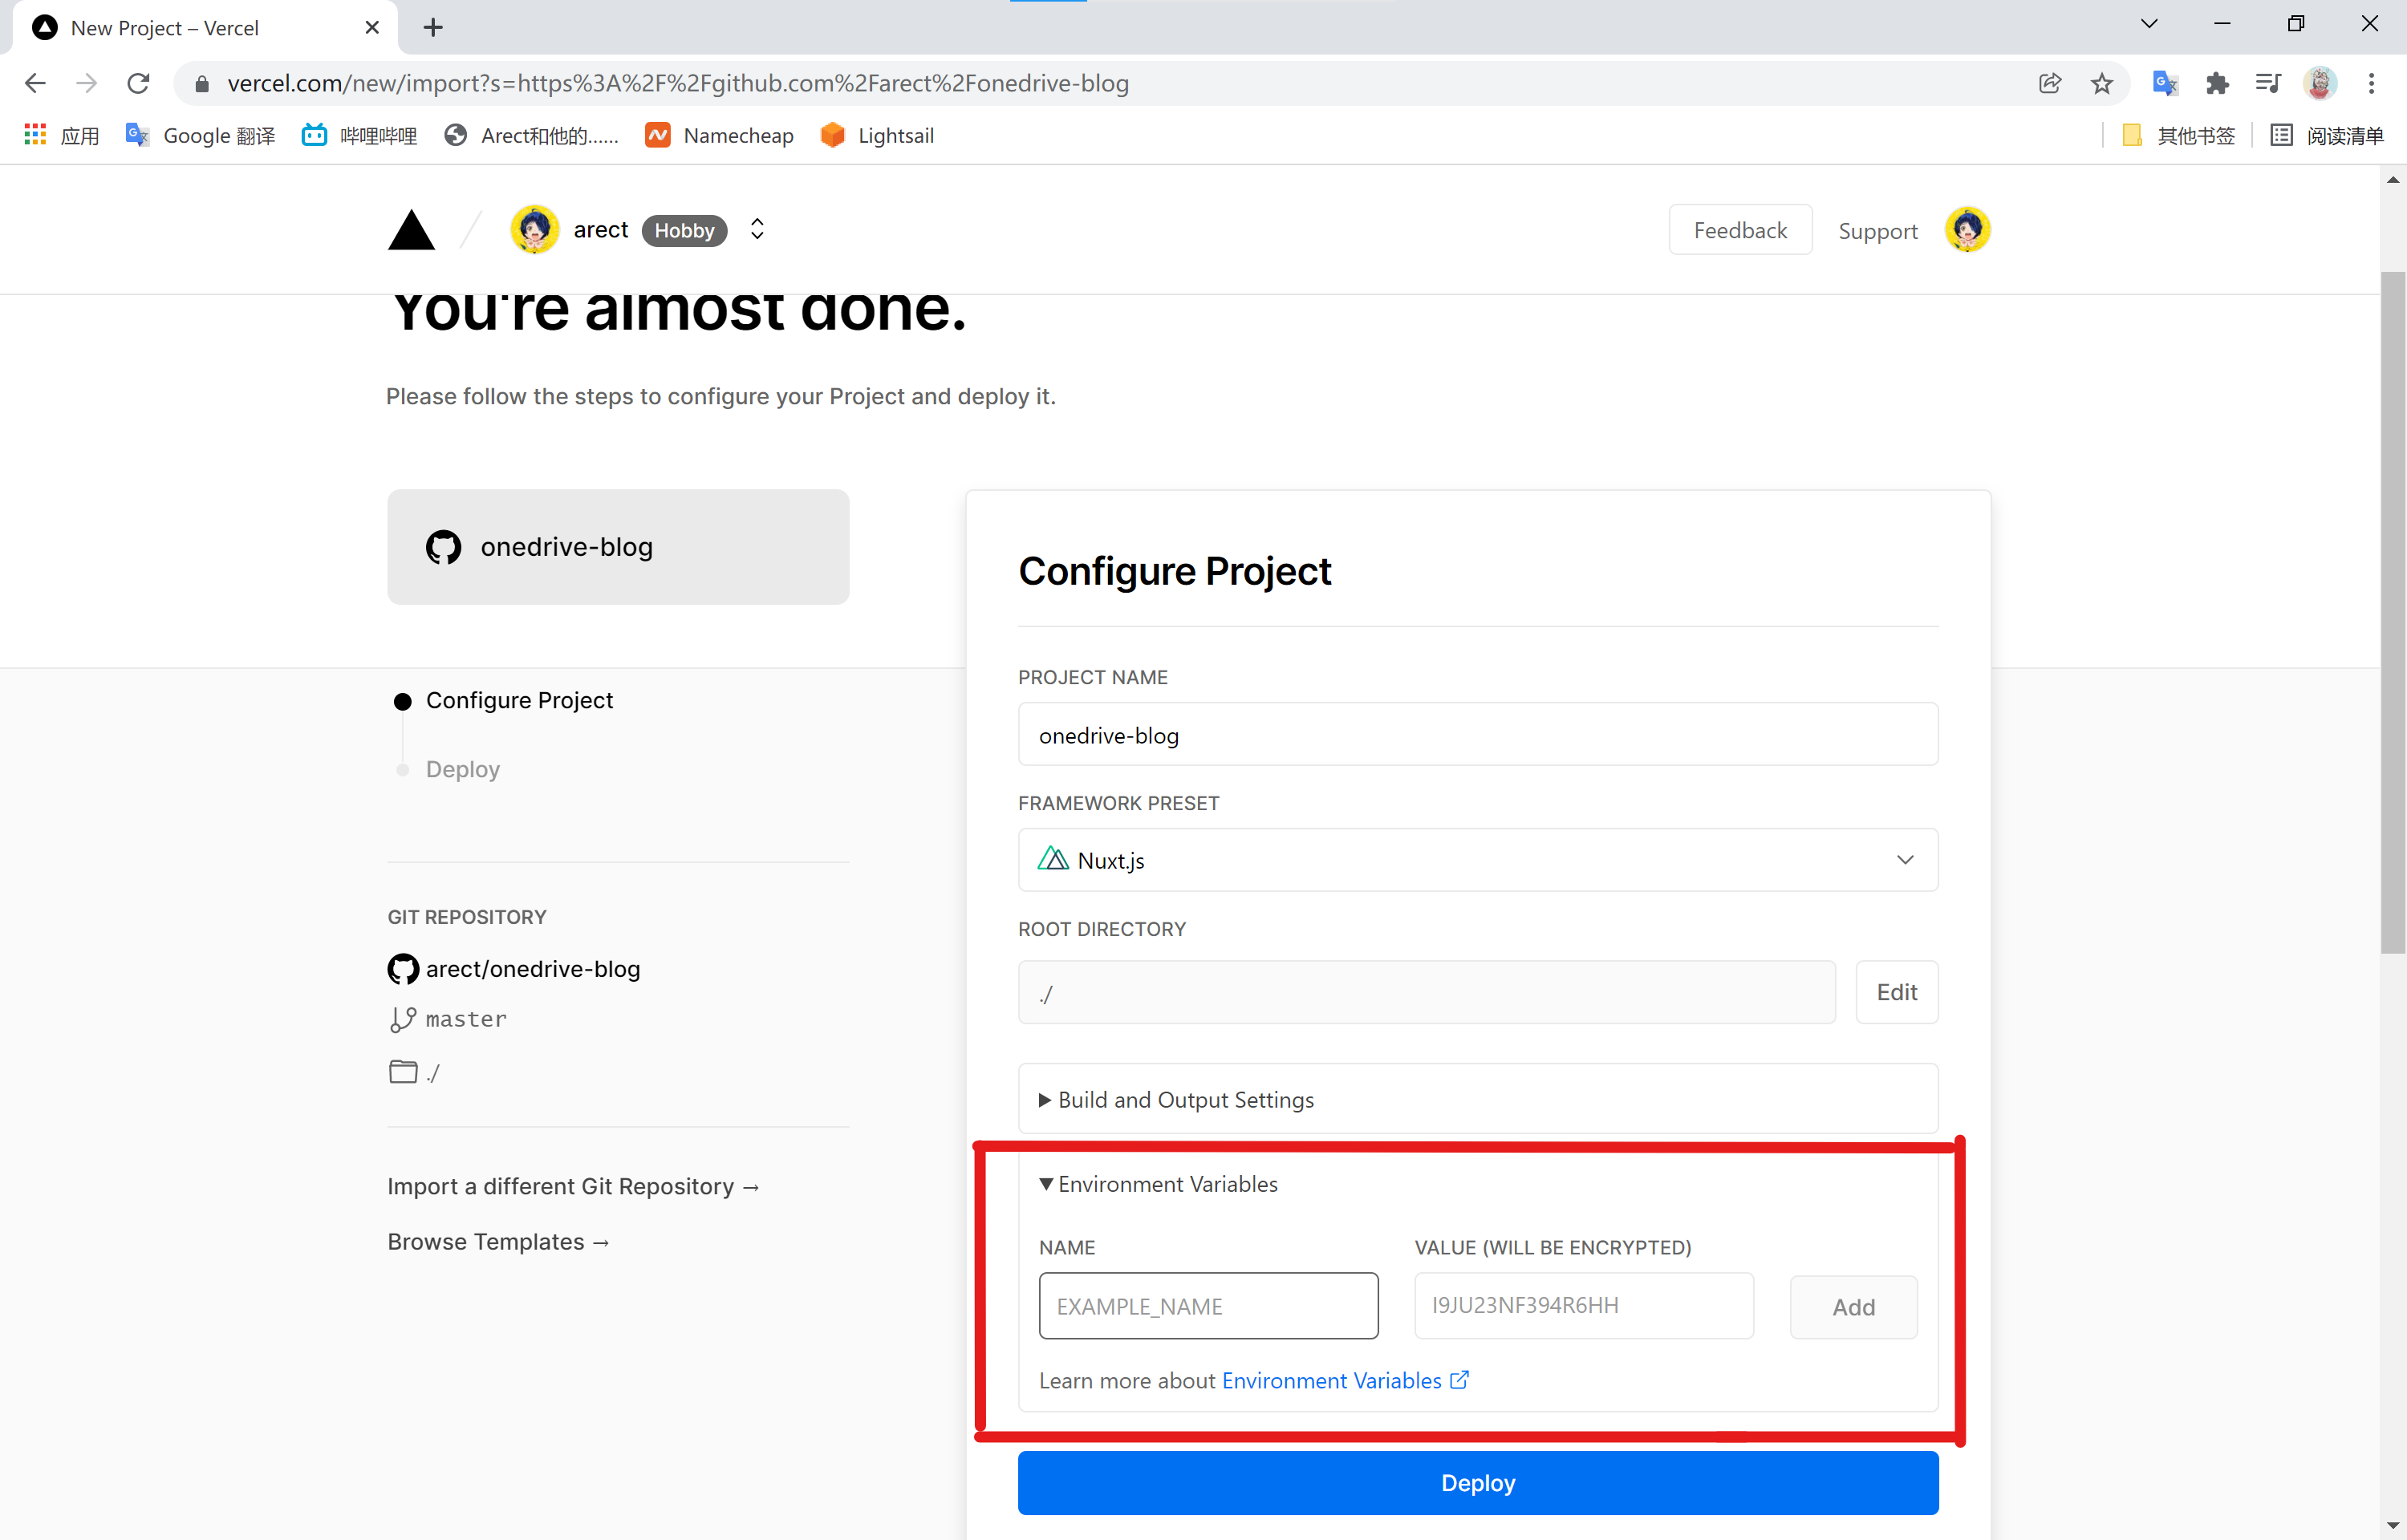 New Project – Vercel
vercel.com/new/import?s=https%3A%2F%2Fgithub.com%2Farect%2Fonedrive-blog
应用 Google 翻译 哔哩哔哩 Arect和他的...... Namecheap Lightsail 其他书签 阅读清单
arect Hobby Feedback Support
You're almost done.
Please follow the steps to configure your Project and deploy it.
onedrive-blog
Configure Project
Deploy
GIT REPOSITORY
arect/onedrive-blog
master
./
Import a different Git Repository →
Browse Templates →
Configure Project
PROJECT NAME
onedrive-blog
FRAMEWORK PRESET
Nuxt.js
ROOT DIRECTORY
./ Edit
Build and Output Settings
Environment Variables
NAME VALUE (WILL BE ENCRYPTED)
EXAMPLE_NAME I9JU23NF394R6HH Add
Learn more about Environment Variables
Deploy